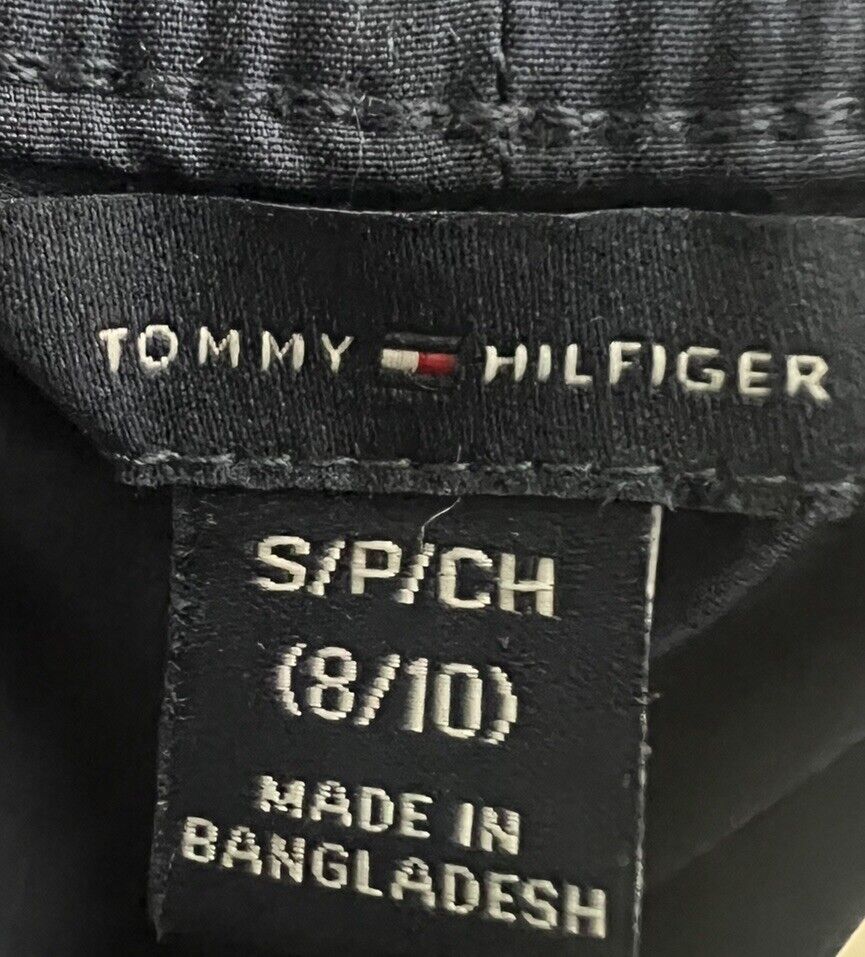 TOMMY HILFIGER
S/P/CH
(8/10)
MADE IN
BANGLADESH